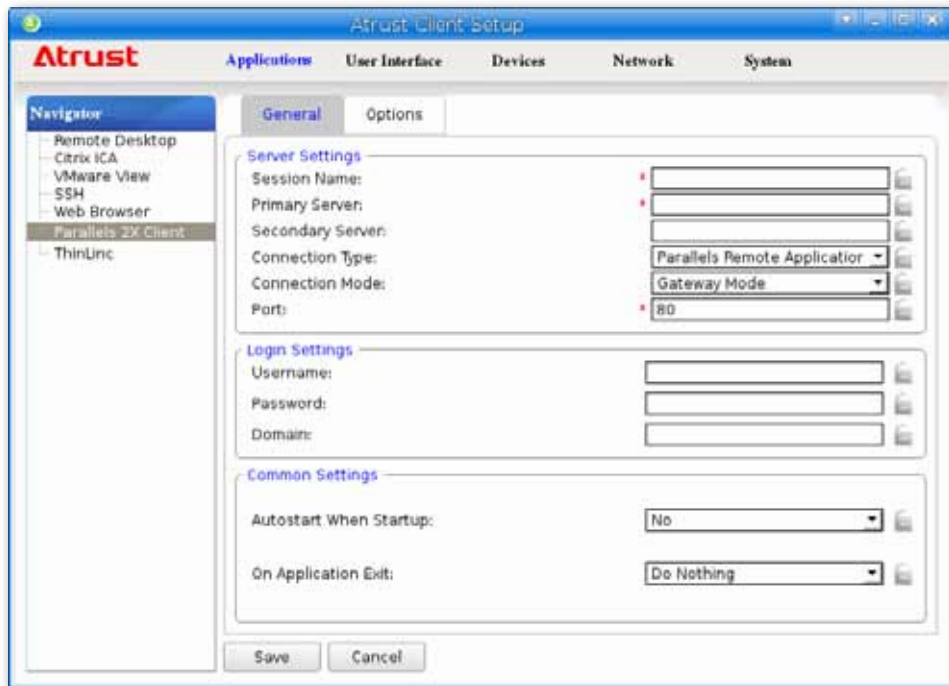 Atrust Client Setup
Atrust
Applications User Interface Devices Network System
Navigator
Remote Desktop
Citrix ICA
VMware View
SSH
Web Browser
Parallels 2X Client
ThinLinc
General Options
Server Settings
Session Name: *
Primary Server: *
Secondary Server:
Connection Type: Parallels Remote Application
Connection Mode: Gateway Mode
Port: * 80
Login Settings
Username:
Password:
Domain:
Common Settings
Autostart When Startup: No
On Application Exit: Do Nothing
Save Cancel